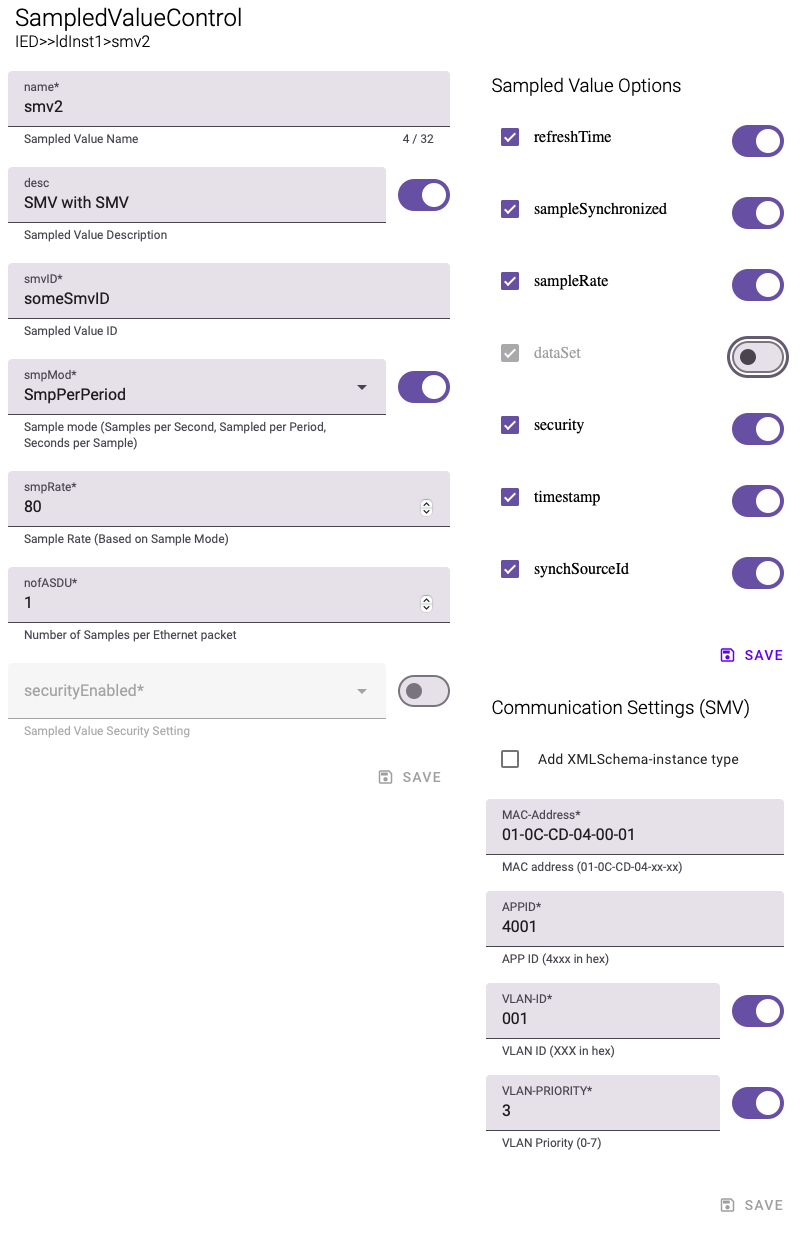 SampledValueControl
IED>>ldInst1>smv2
name*
smv2
Sampled Value Name
4 / 32
desc
SMV with SMV
Sampled Value Description
smvID*
someSmvID
Sampled Value ID
smpMod*
SmpPerPeriod
Sample mode (Samples per Second, Sampled per Period,
Seconds per Sample)
smpRate*
80
Sample Rate (Based on Sample Mode)
nofASDU*
1
Number of Samples per Ethernet packet
securityEnabled*
Sampled Value Security Setting
SAVE
Sampled Value Options
refreshTime
sampleSynchronized
sampleRate
dataSet
security
timestamp
synchSourceId
SAVE
Communication Settings (SMV)
Add XMLSchema-instance type
MAC-Address*
01-0C-CD-04-00-01
MAC address (01-0C-CD-04-xx-xx)
APPID*
4001
APP ID (4xxx in hex)
VLAN-ID*
001
VLAN ID (XXX in hex)
VLAN-PRIORITY*
3
VLAN Priority (0-7)
SAVE